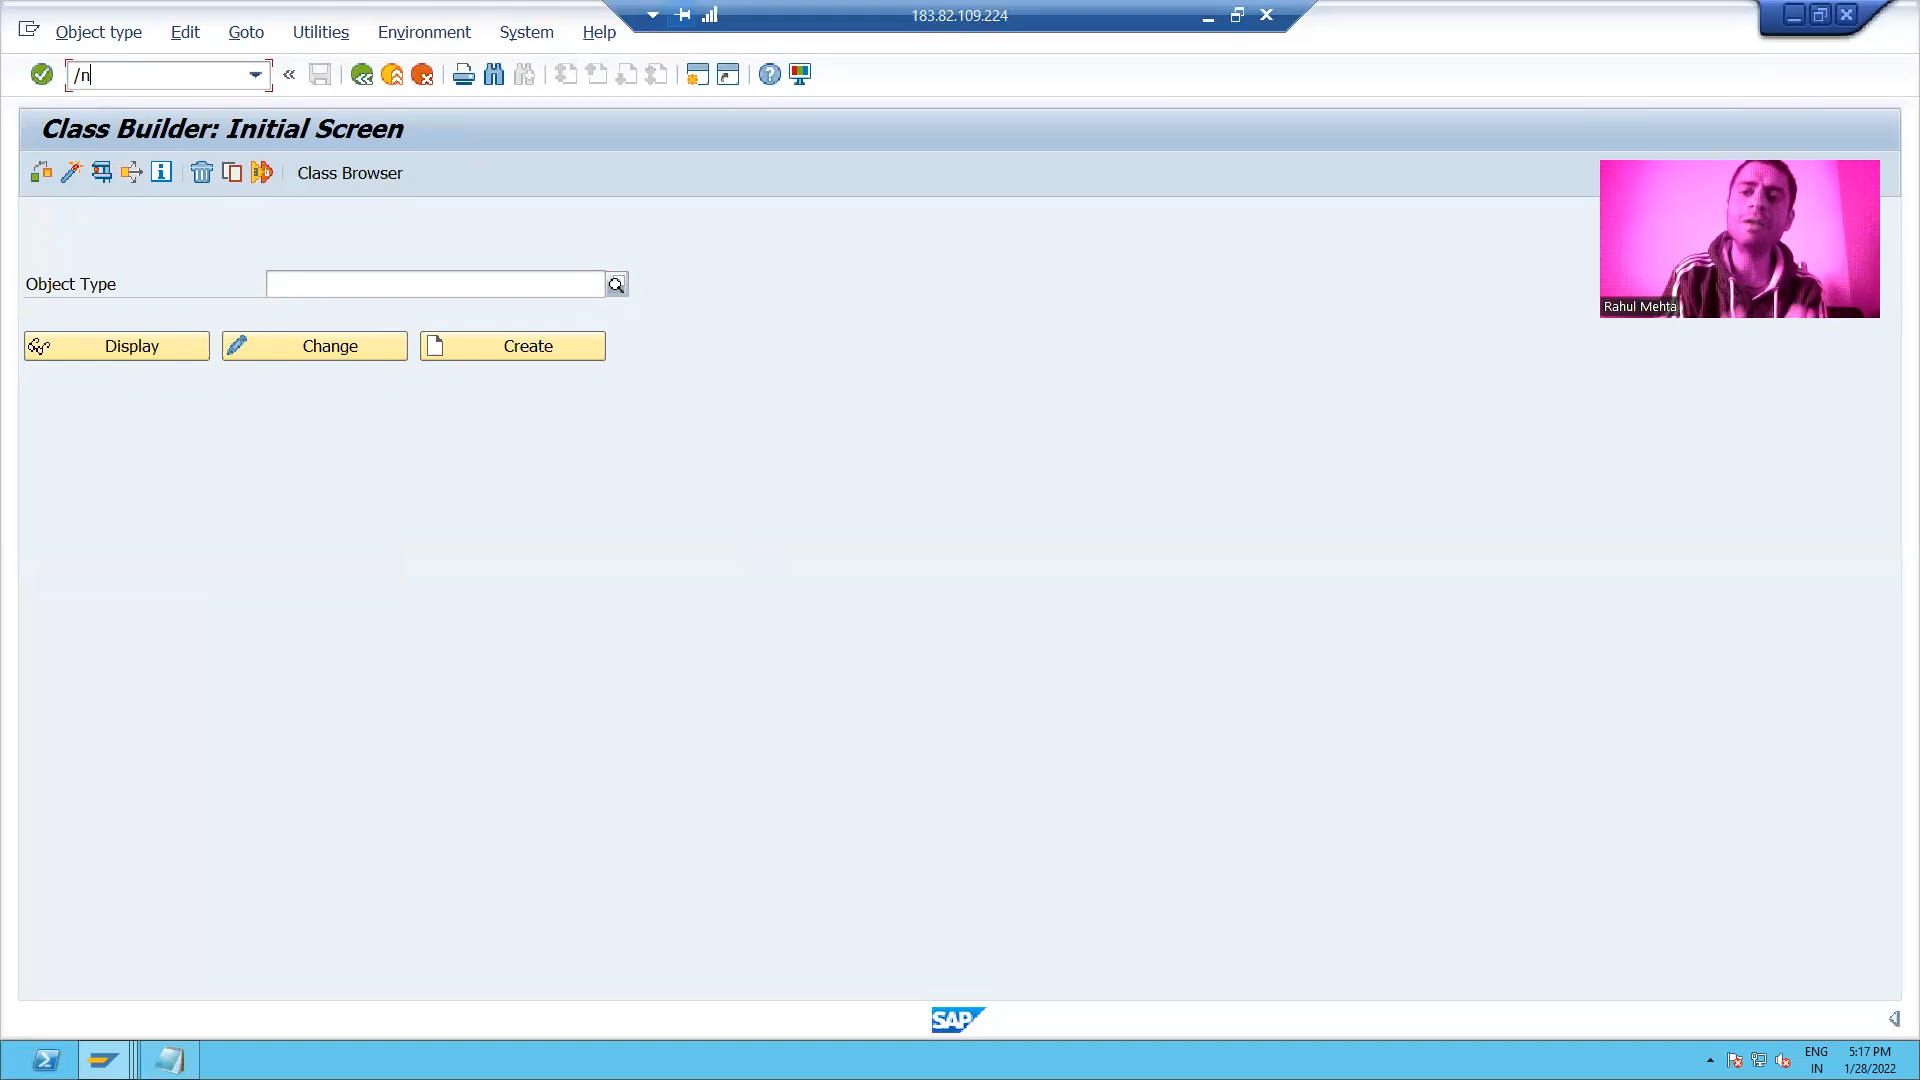 183.82.109.224
Object type Edit Goto Utilities Environment System Help
/n
Class Builder: Initial Screen
Class Browser
Object Type
Display Change Create
Rahul Mehta
SAP
ENG 5:17 PM
IN 1/28/2022